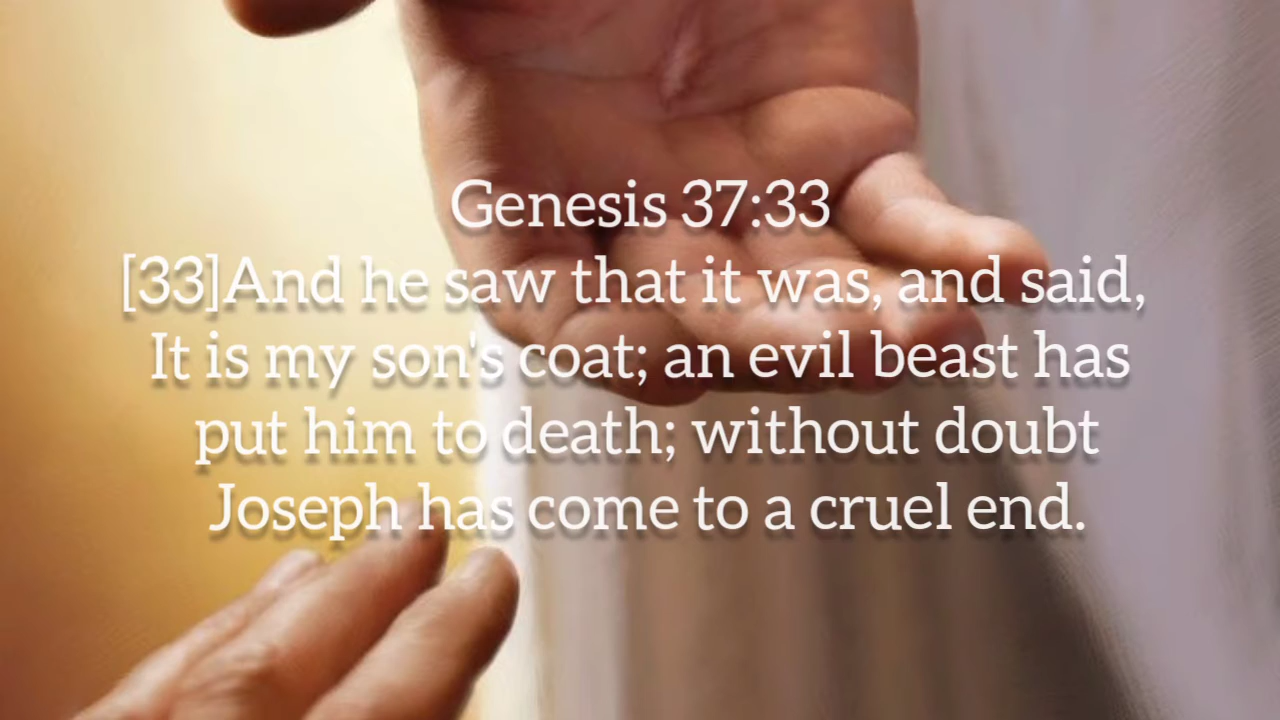 Genesis 37:33
[33]And he saw that it was, and said,
It is my son's coat; an evil beast has
put him to death; without doubt
Joseph has come to a cruel end.